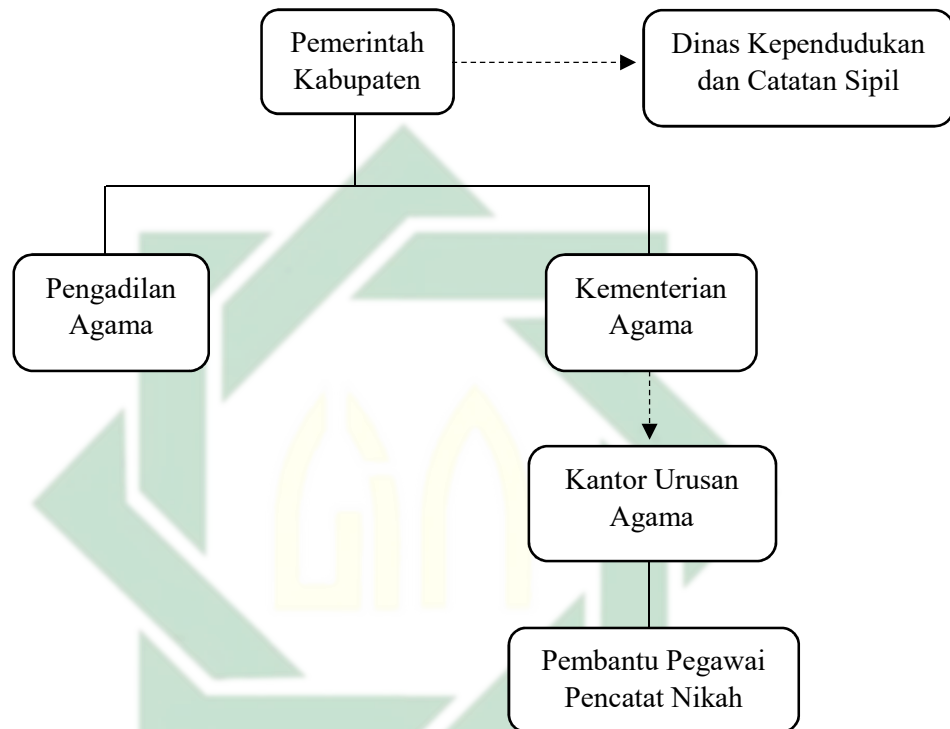 Pemerintah
Kabupaten
Dinas Kependudukan
dan Catatan Sipil
Pengadilan
Agama
Kementerian
Agama
Kantor Urusan
Agama
Pembantu Pegawai
Pencatat Nikah